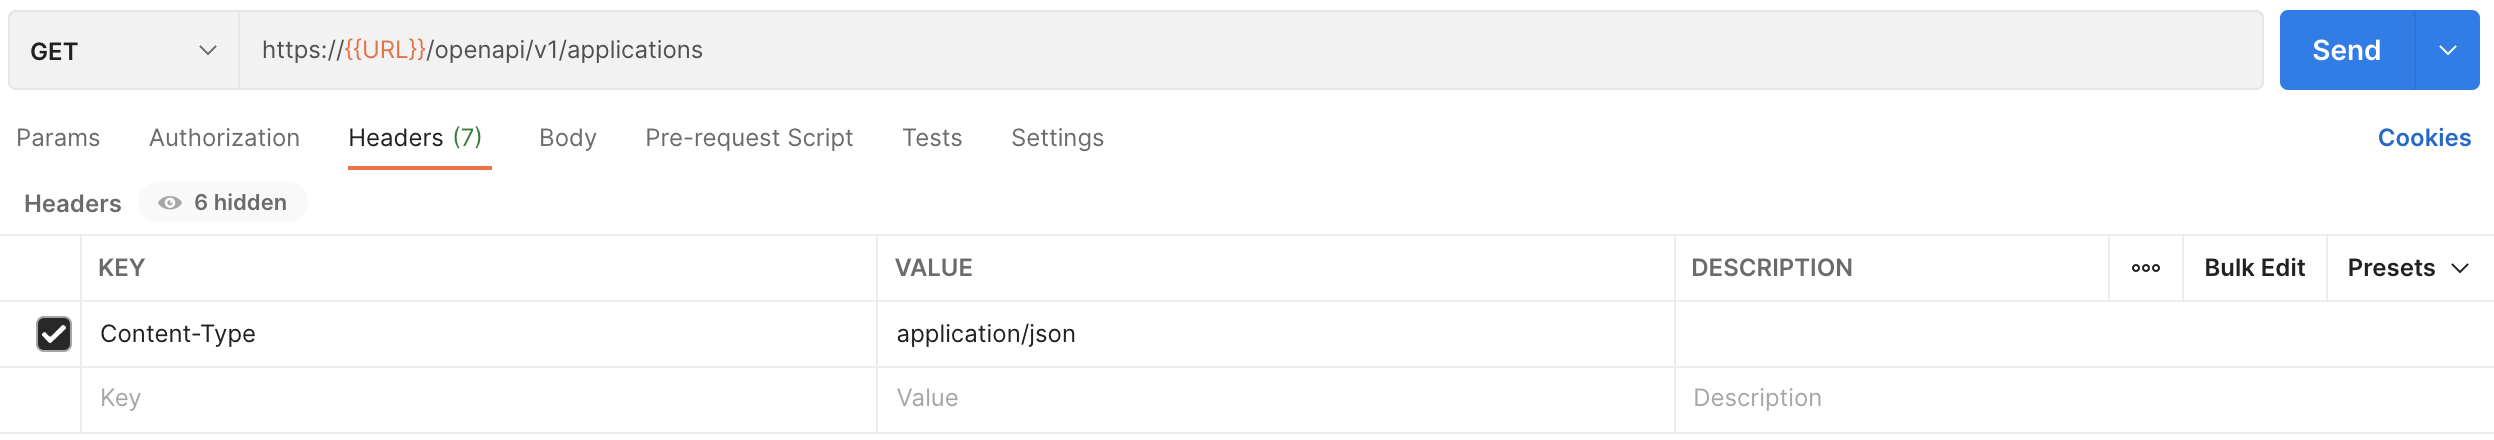 GET https://{{URL}}/openapi/v1/applications Send
Params Authorization Headers (7) Body Pre-request Script Tests Settings Cookies
Headers 6 hidden
KEY VALUE DESCRIPTION ooo Bulk Edit Presets
Content-Type application/json
Key Value Description